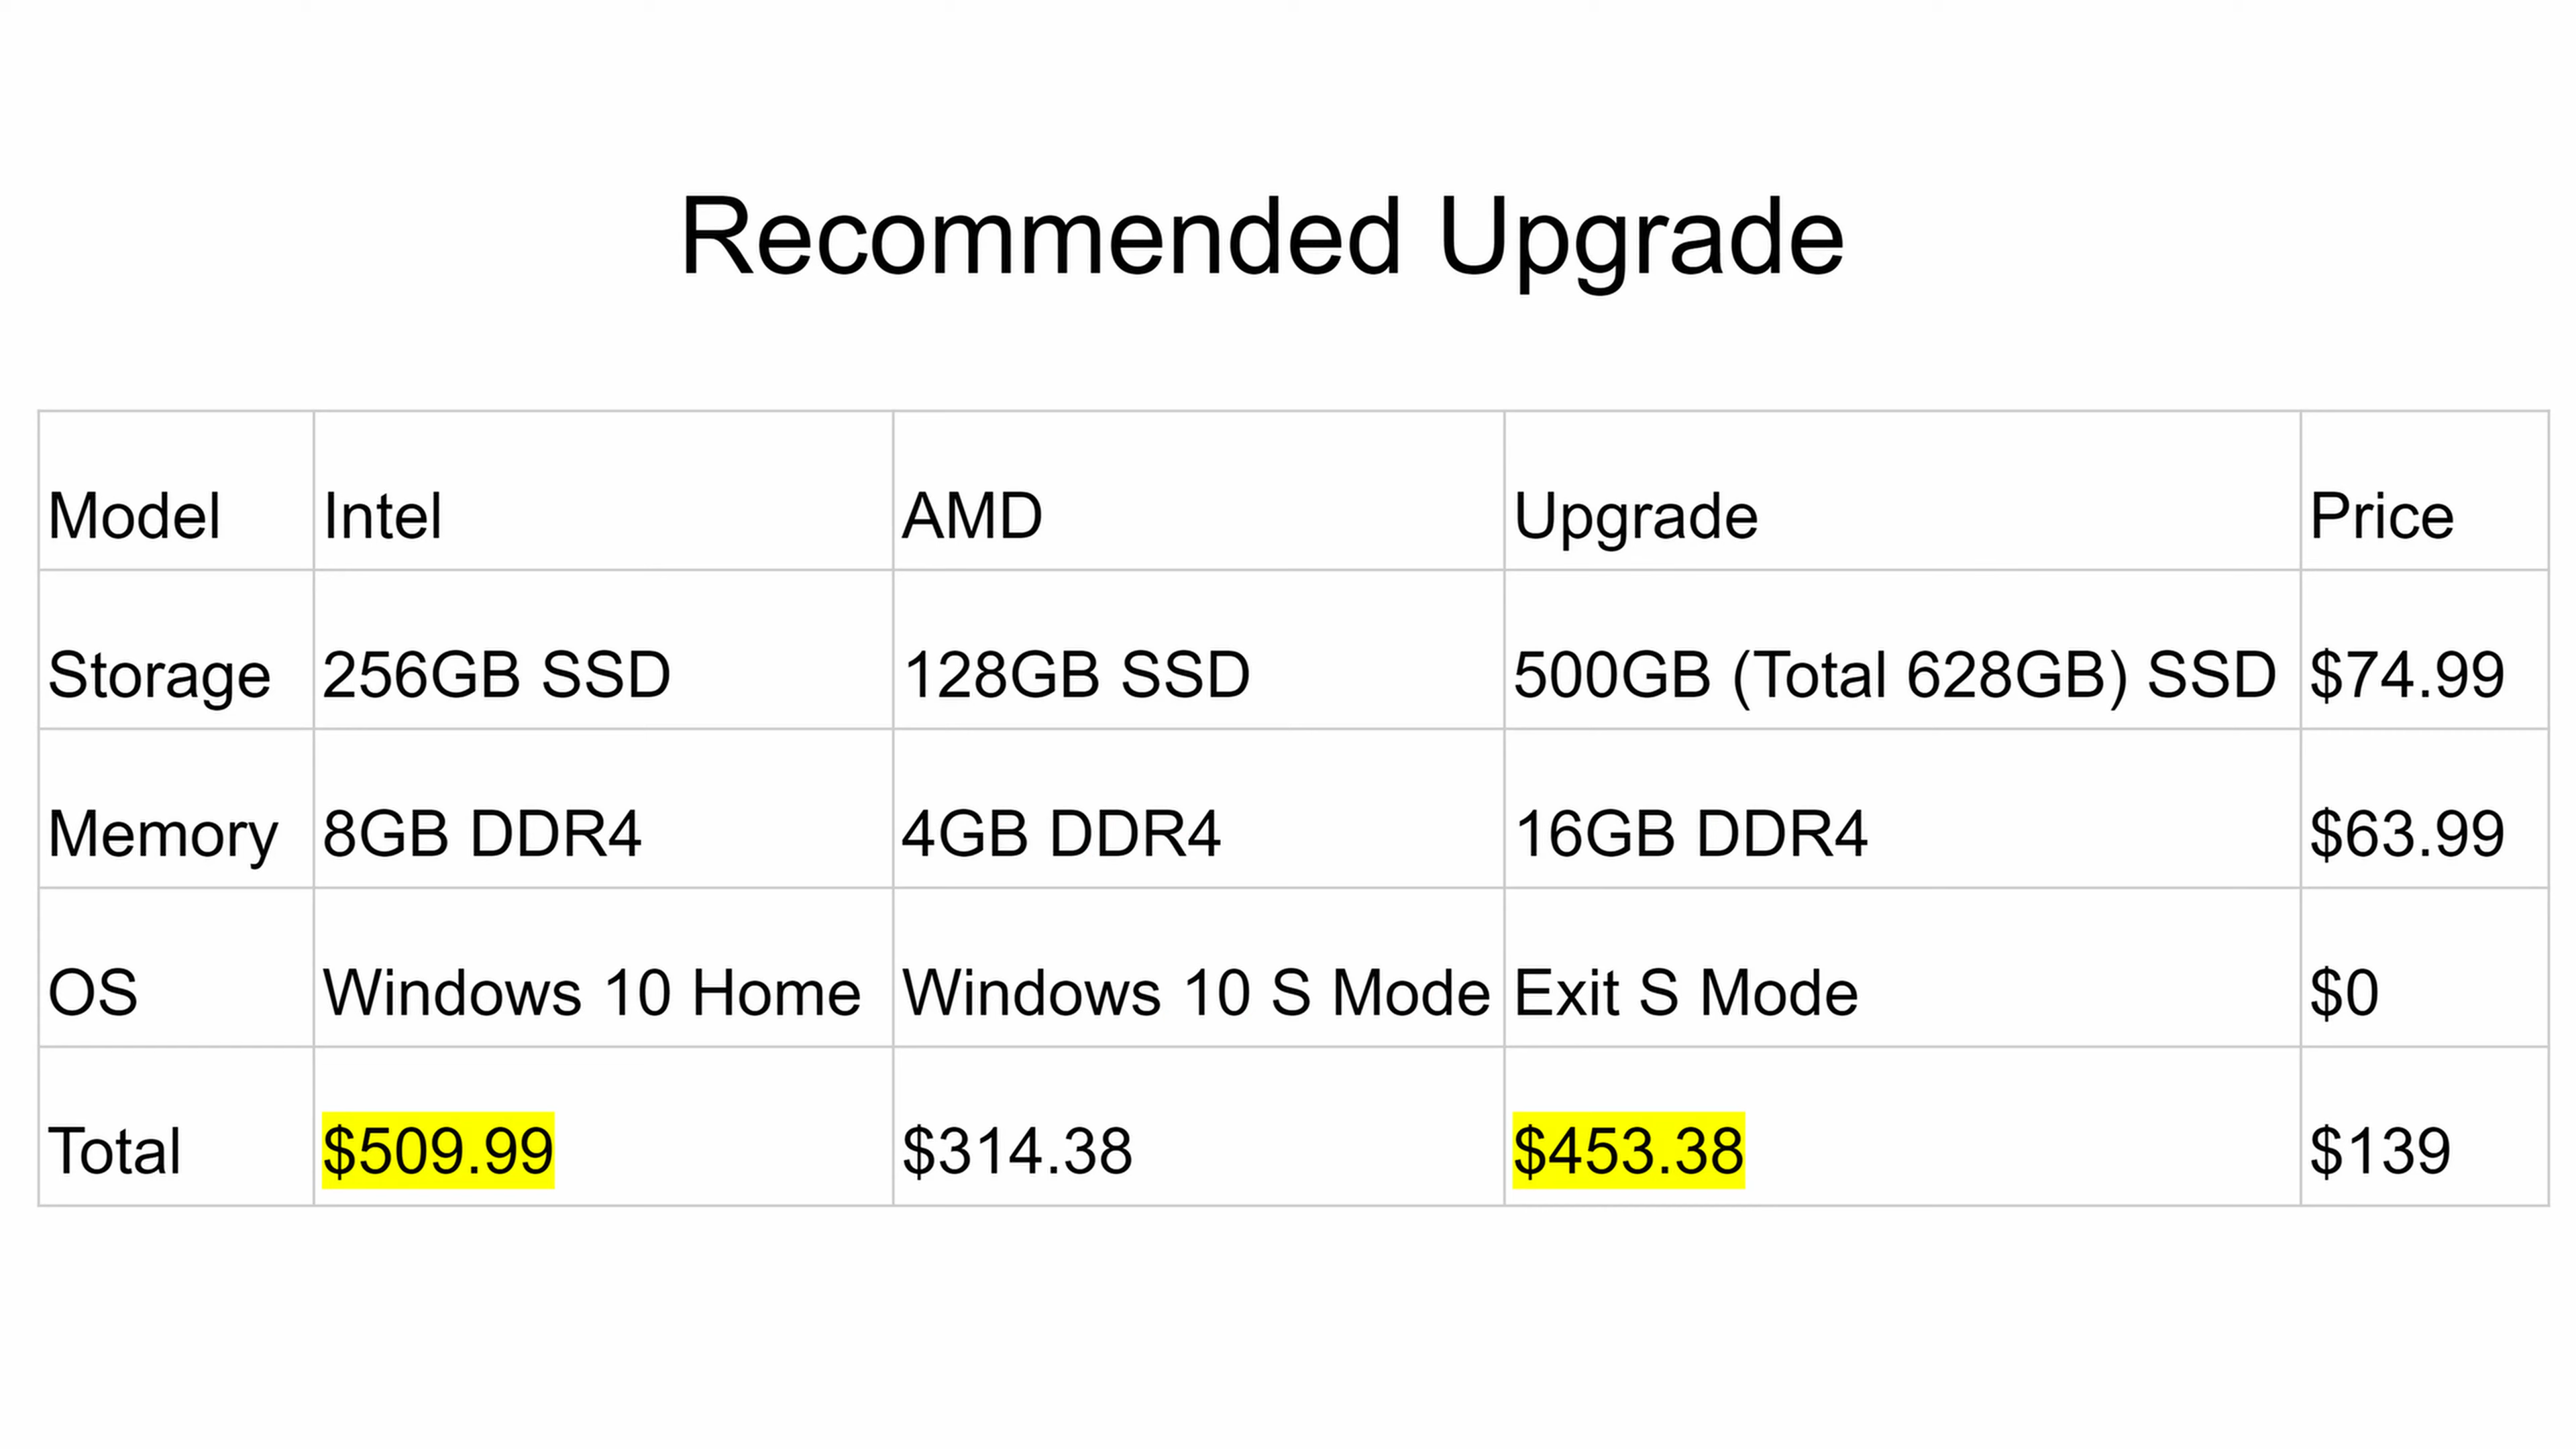 Recommended Upgrade
Model Intel AMD Upgrade Price
Storage 256GB SSD 128GB SSD 500GB (Total 628GB) SSD $74.99
Memory 8GB DDR4 4GB DDR4 16GB DDR4 $63.99
OS Windows 10 Home Windows 10 S Mode Exit S Mode $0
Total $509.99 $314.38 $453.38 $139